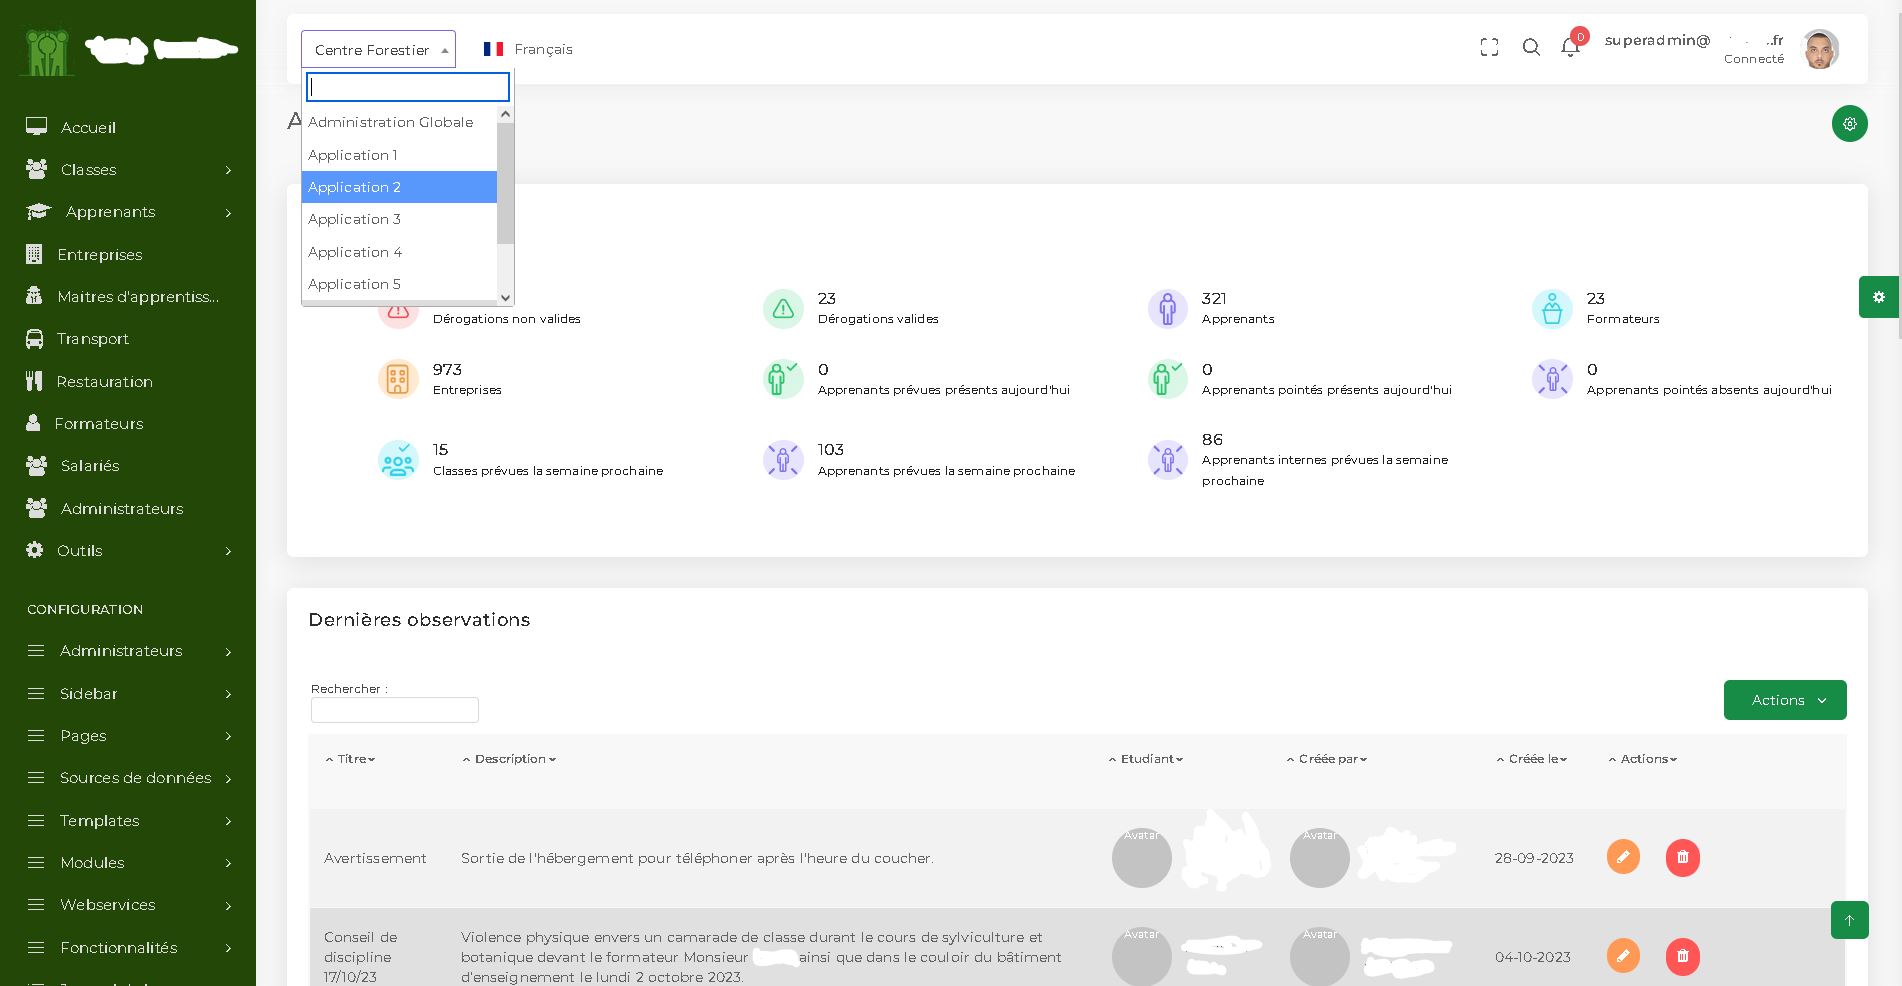 Centre Forestier
Français
0
superadmin@
.fr
Connecté
Administration Globale
Application 1
Application 2
Application 3
Application 4
Application 5
A
Accueil
Classes
Apprenants
Entreprises
Maitres d'apprentiss...
Transport
Restauration
Formateurs
Salariés
Administrateurs
Outils
CONFIGURATION
Administrateurs
Sidebar
Pages
Sources de données
Templates
Modules
Webservices
Fonctionnalités
Dérogations non valides
23
Dérogations valides
321
Apprenants
23
Formateurs
973
Entreprises
0
Apprenants prévues présents aujourd'hui
0
Apprenants pointés présents aujourd'hui
0
Apprenants pointés absents aujourd'hui
15
Classes prévues la semaine prochaine
103
Apprenants prévues la semaine prochaine
86
Apprenants internes prévues la semaine
prochaine
Dernières observations
Rechercher :
Actions
Titre
Description
Etudiant
Créée par
Créée le
Actions
Avertissement
Sortie de l'hébergement pour téléphoner après l'heure du coucher.
Avatar
Avatar
28-09-2023
Conseil de
discipline
17/10/23
Violence physique envers un camarade de classe durant le cours de sylviculture et
botanique devant le formateur Monsieur ainsi que dans le couloir du bâtiment
d'enseignement le lundi 2 octobre 2023.
Avatar
Avatar
04-10-2023